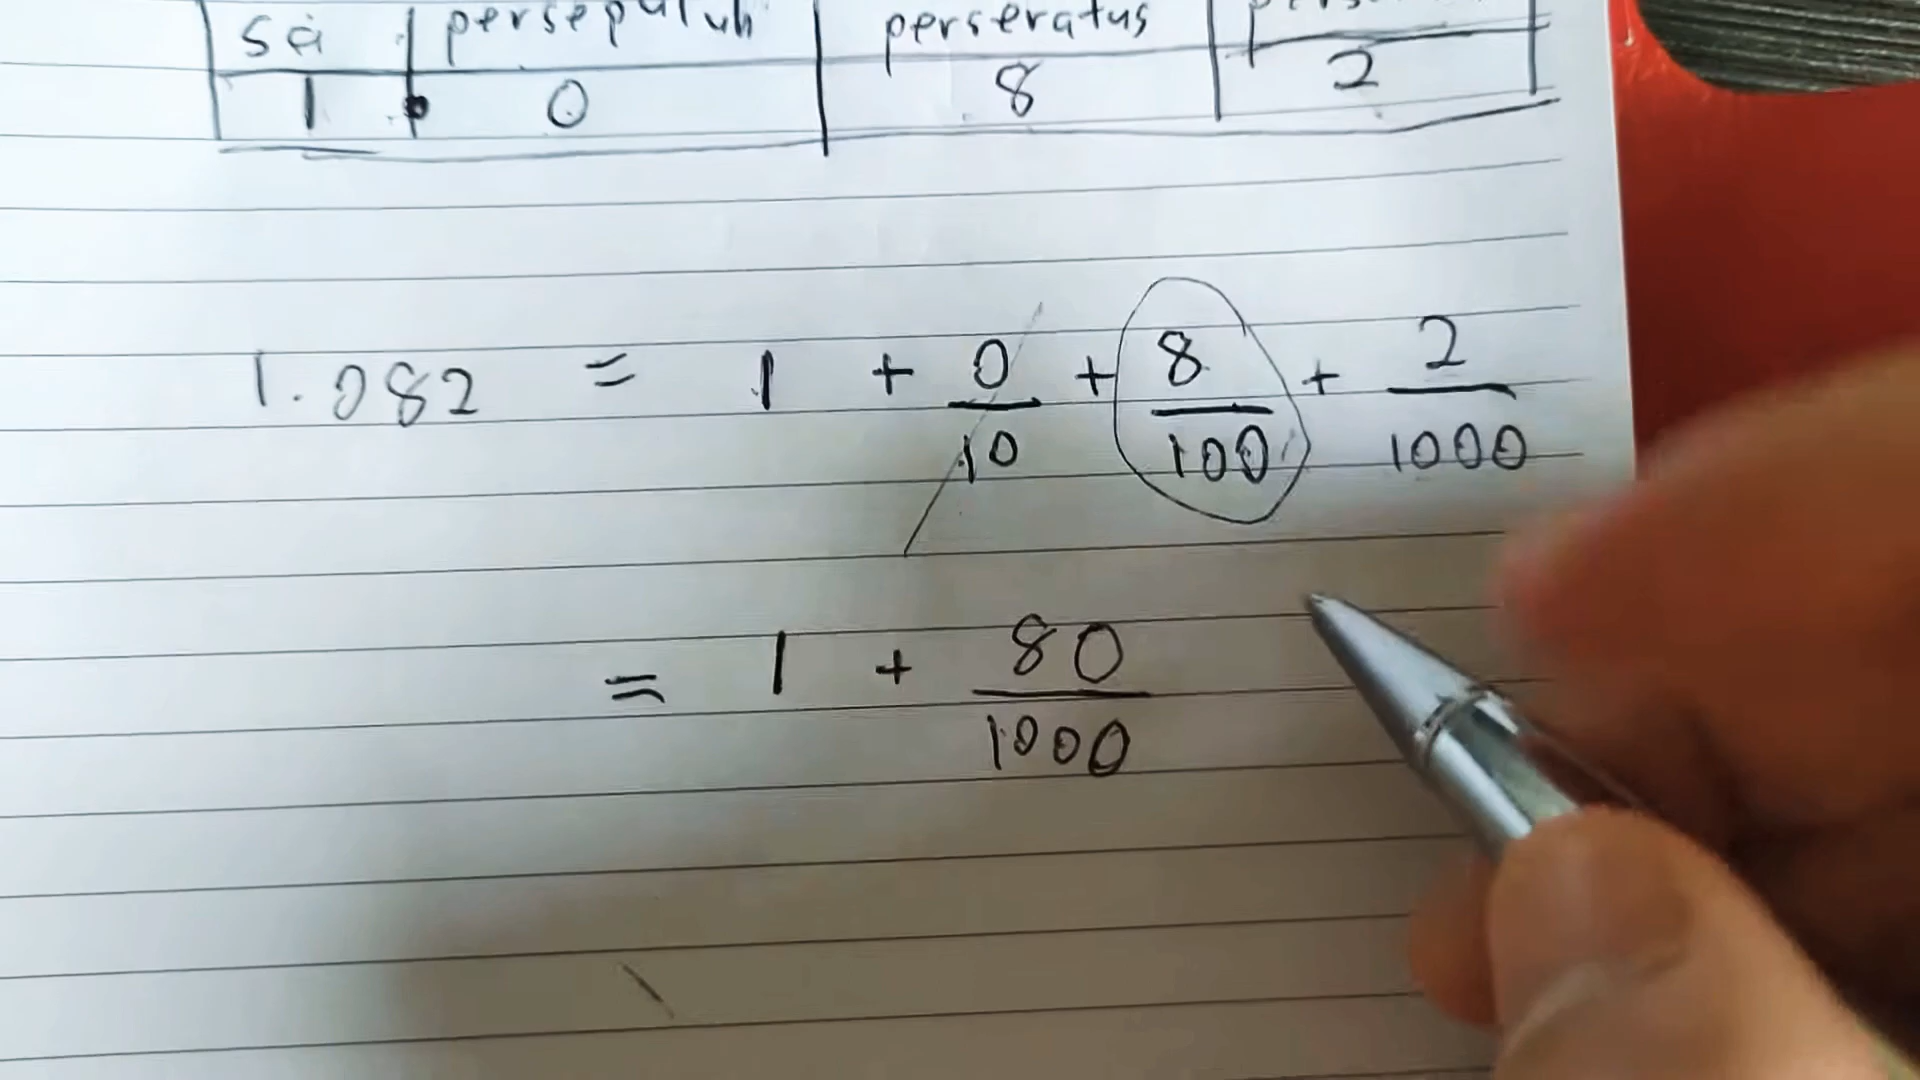 sa persepuluh perseratus
1 . 0 8 2
1.082 = 1 + 0/10 + 8/100 + 2/1000
= 1 + 80/1000